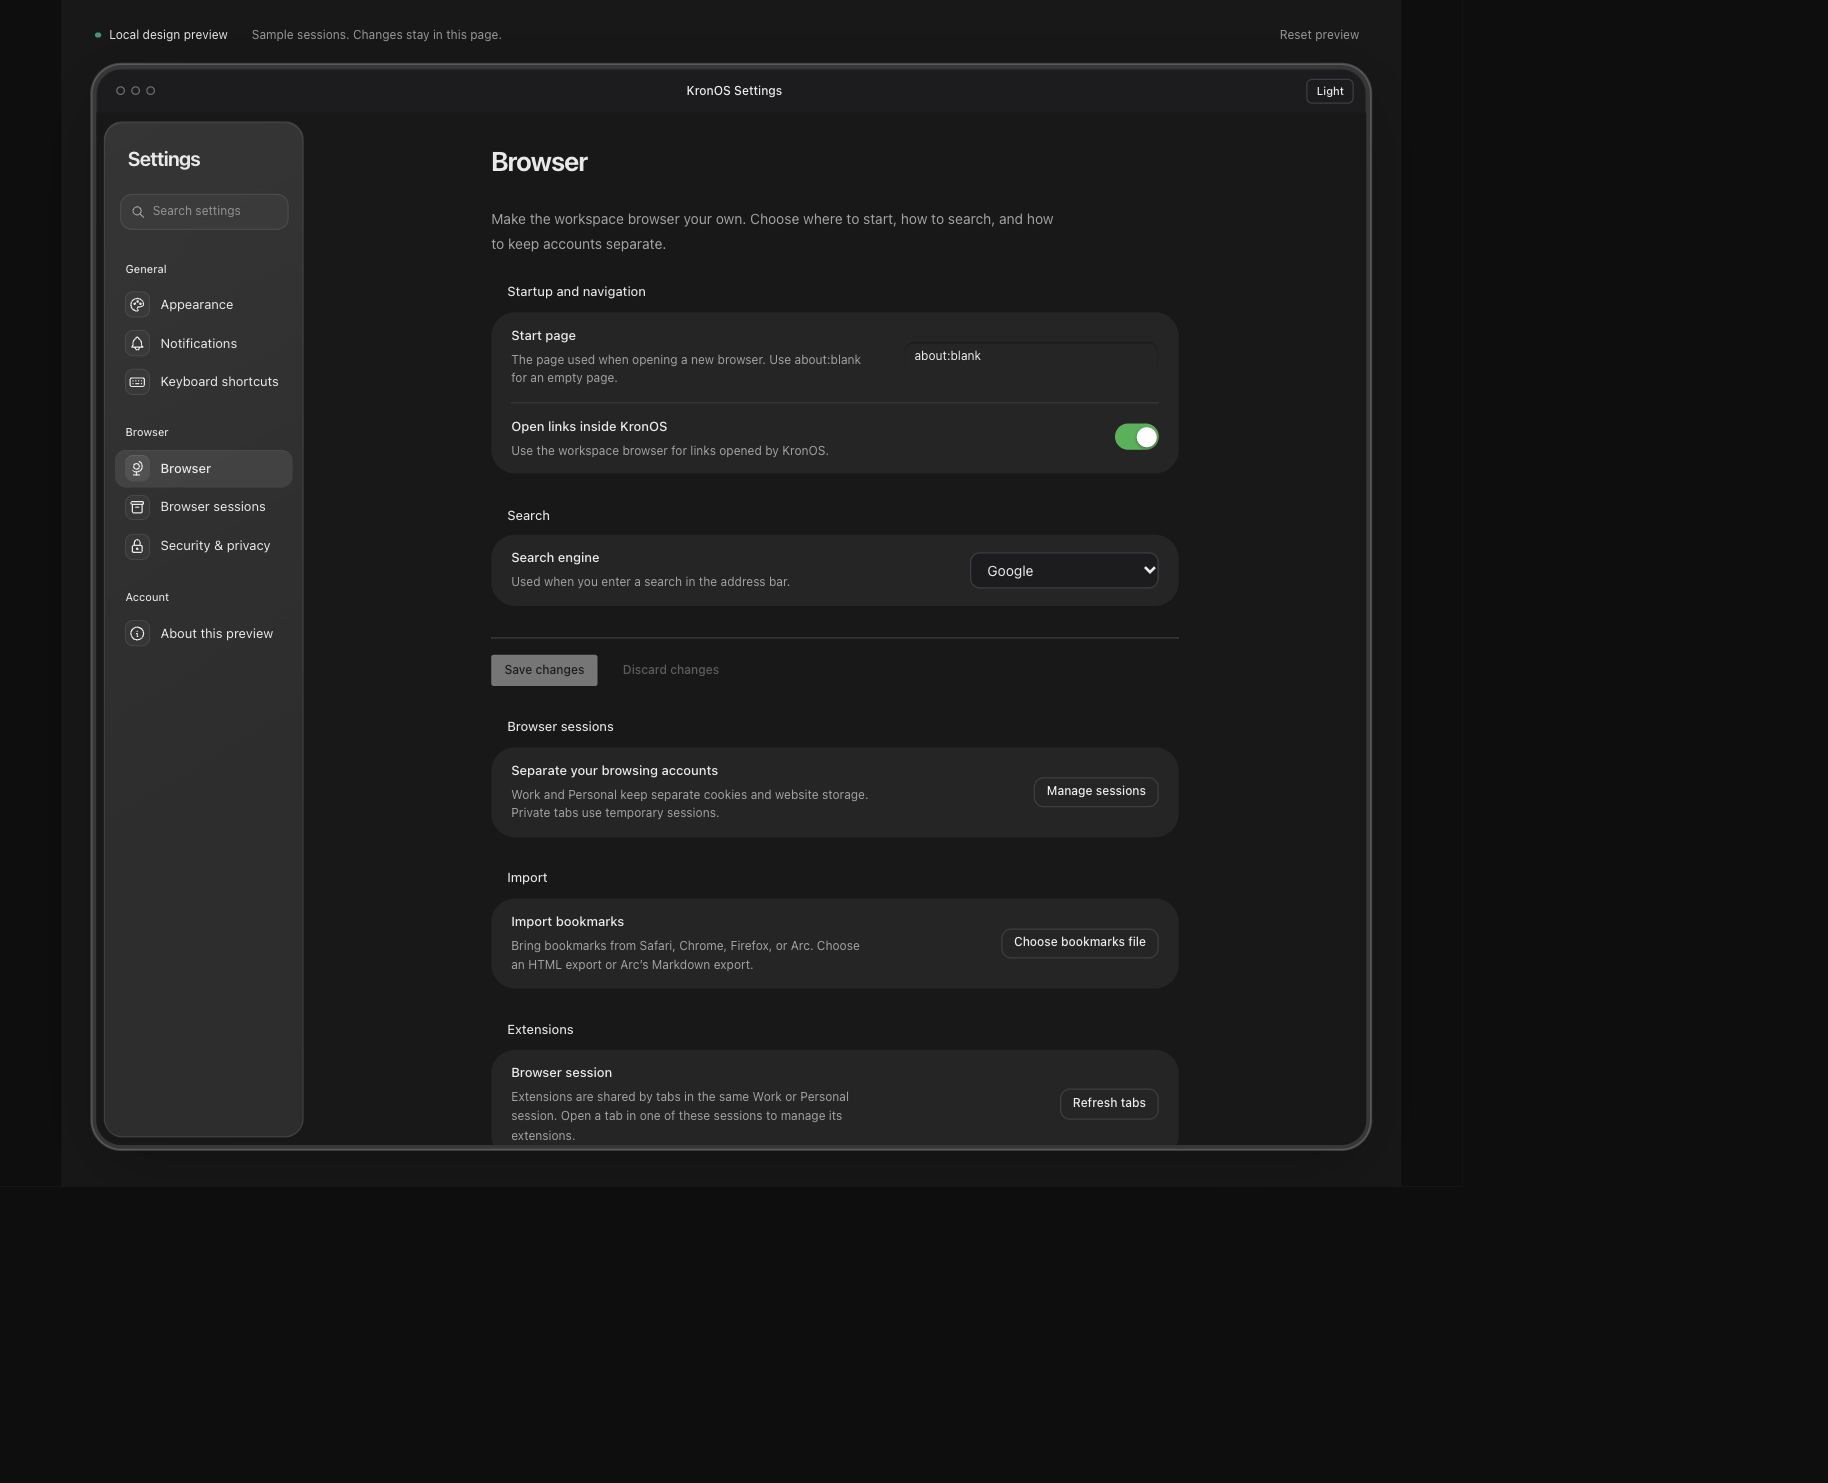 Local design preview
Sample sessions. Changes stay in this page.
Reset preview
KronOS Settings
Light
Settings
Search settings
General
Appearance
Notifications
Keyboard shortcuts
Browser
Browser
Browser sessions
Security & privacy
Account
About this preview
Browser
Make the workspace browser your own. Choose where to start, how to search, and how
to keep accounts separate.
Startup and navigation
Start page
The page used when opening a new browser. Use about:blank
for an empty page.
about:blank
Open links inside KronOS
Use the workspace browser for links opened by KronOS.
Search
Search engine
Used when you enter a search in the address bar.
Google
Save changes
Discard changes
Browser sessions
Separate your browsing accounts
Work and Personal keep separate cookies and website storage.
Private tabs use temporary sessions.
Manage sessions
Import
Import bookmarks
Bring bookmarks from Safari, Chrome, Firefox, or Arc. Choose
an HTML export or Arc’s Markdown export.
Choose bookmarks file
Extensions
Browser session
Extensions are shared by tabs in the same Work or Personal
session. Open a tab in one of these sessions to manage its
extensions.
Refresh tabs